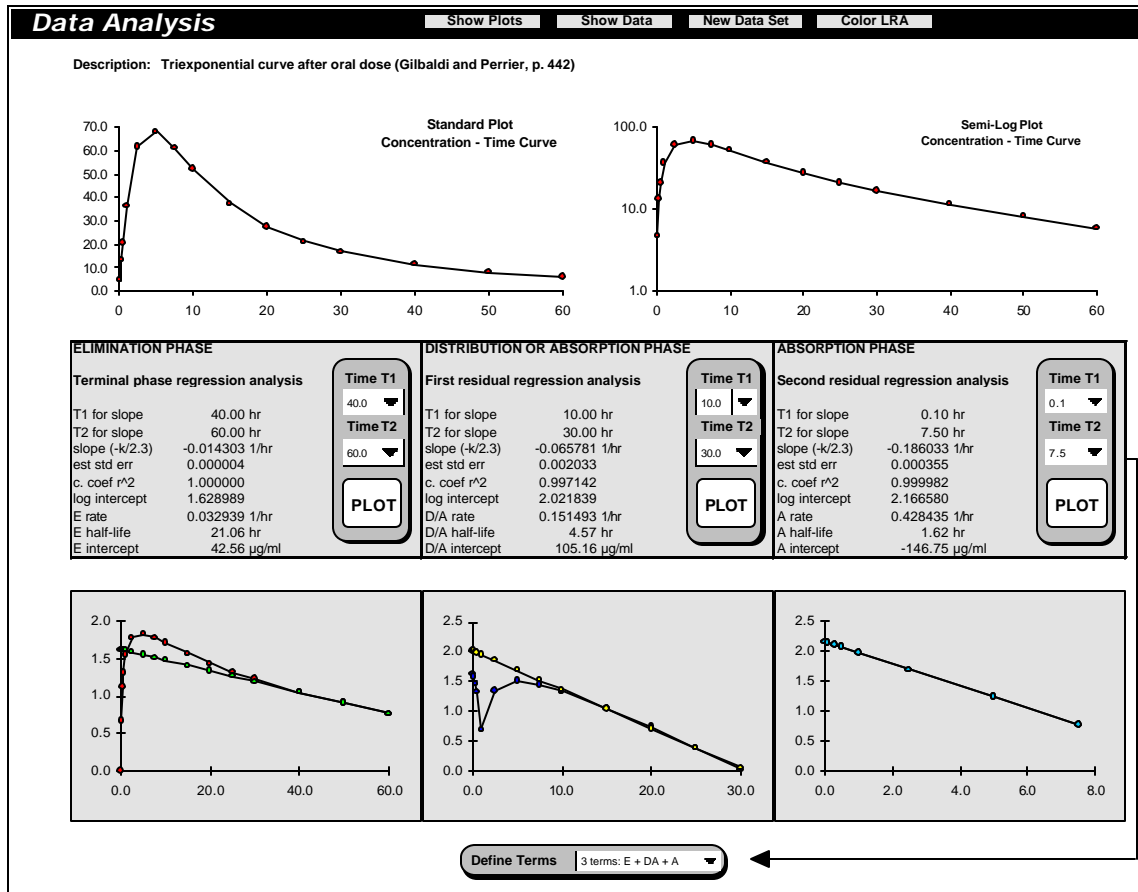 Data Analysis
Show Plots
Show Data
New Data Set
Color LRA
Description: Triexponential curve after oral dose (Gilbaldi and Perrier, p. 442)
Standard Plot
Concentration - Time Curve
70.0
60.0
50.0
40.0
30.0
20.0
10.0
0.0
0 10 20 30 40 50 60
Semi-Log Plot
Concentration - Time Curve
100.0
10.0
1.0
0 10 20 30 40 50 60
ELIMINATION PHASE
Terminal phase regression analysis
T1 for slope 40.00 hr
T2 for slope 60.00 hr
slope (-k/2.3) -0.014303 1/hr
est std err 0.000004
c. coef r^2 1.000000
log intercept 1.628989
E rate 0.032939 1/hr
E half-life 21.06 hr
E intercept 42.56 µg/ml
Time T1
40.0
Time T2
60.0
PLOT
DISTRIBUTION OR ABSORPTION PHASE
First residual regression analysis
T1 for slope 10.00 hr
T2 for slope 30.00 hr
slope (-k/2.3) -0.065781 1/hr
est std err 0.002033
c. coef r^2 0.997142
log intercept 2.021839
D/A rate 0.151493 1/hr
D/A half-life 4.57 hr
D/A intercept 105.16 µg/ml
Time T1
10.0
Time T2
30.0
PLOT
ABSORPTION PHASE
Second residual regression analysis
T1 for slope 0.10 hr
T2 for slope 7.50 hr
slope (-k/2.3) -0.186033 1/hr
est std err 0.000355
c. coef r^2 0.999982
log intercept 2.166580
A rate 0.428435 1/hr
A half-life 1.62 hr
A intercept -146.75 µg/ml
Time T1
0.1
Time T2
7.5
PLOT
2.0
1.5
1.0
0.5
0.0
0.0 20.0 40.0 60.0
2.5
2.0
1.5
1.0
0.5
0.0
0.0 10.0 20.0 30.0
2.5
2.0
1.5
1.0
0.5
0.0
0.0 2.0 4.0 6.0 8.0
Define Terms 3 terms: E + DA + A